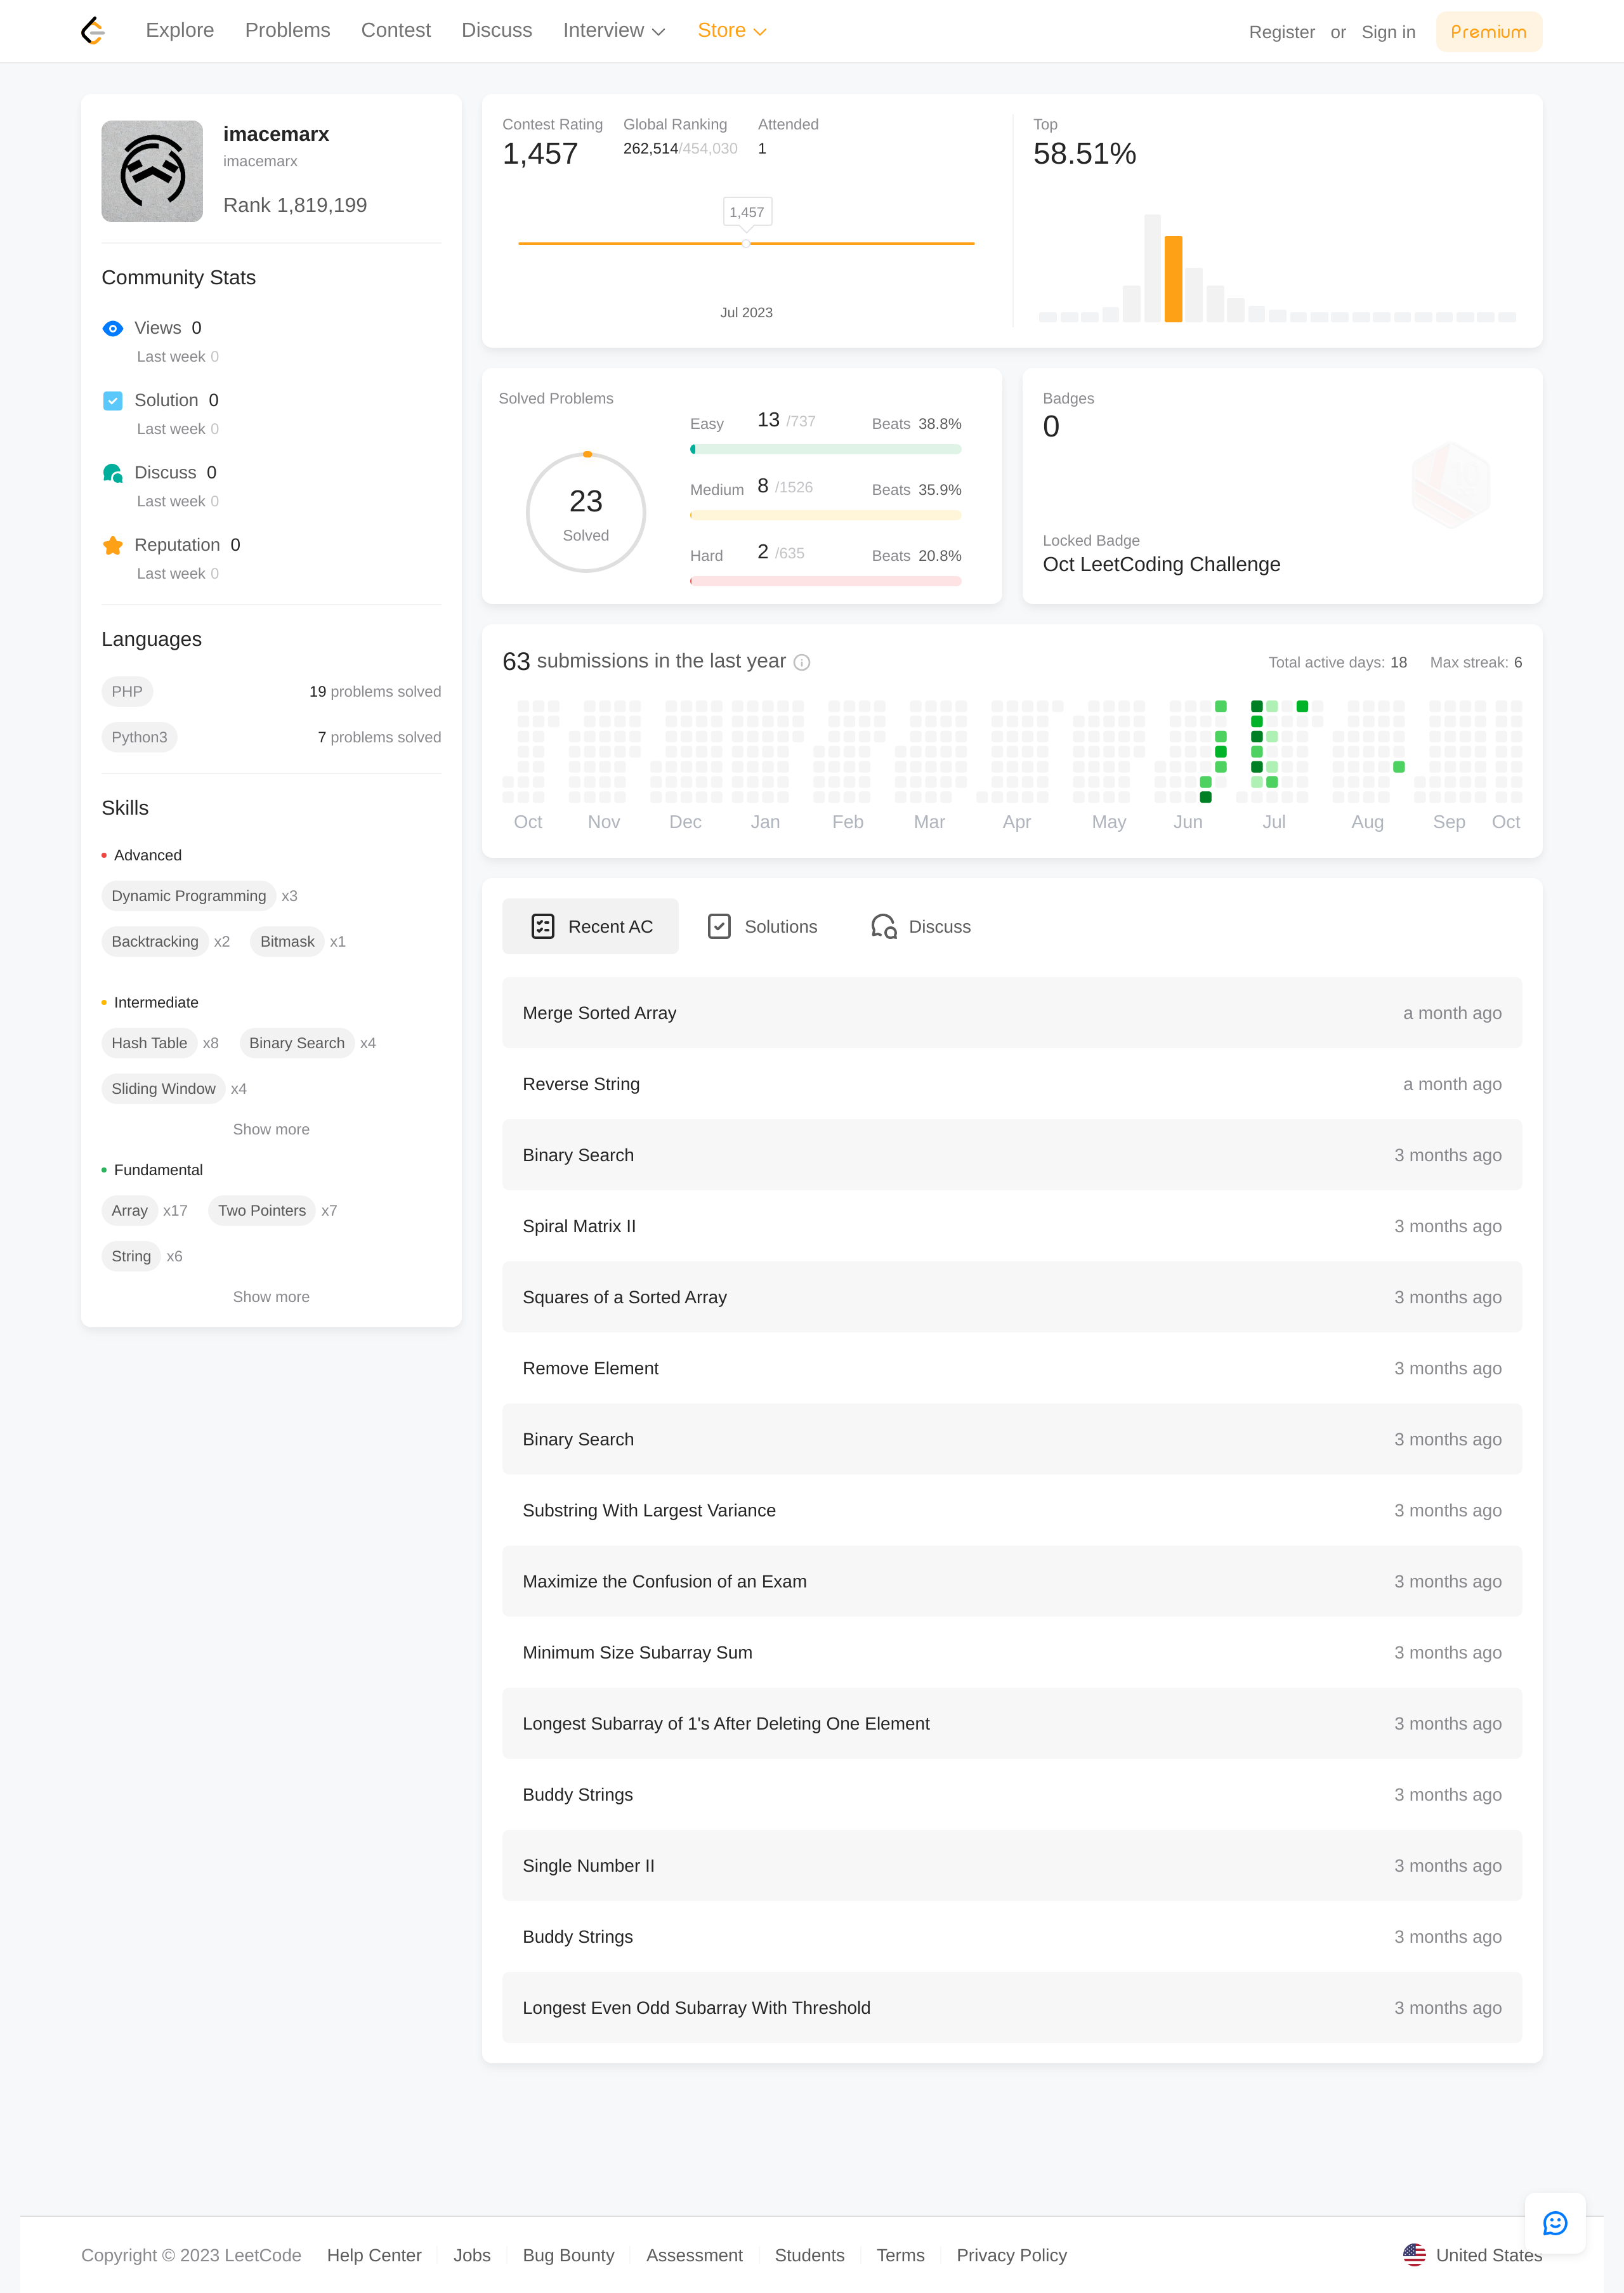 Explore Problems Contest Discuss Interview Store Register or Sign in Premium
imacemarx
imacemarx
Rank 1,819,199
Community Stats
Views 0
Last week 0
Solution 0
Last week 0
Discuss 0
Last week 0
Reputation 0
Last week 0
Languages
PHP 19 problems solved
Python3 7 problems solved
Skills
Advanced
Dynamic Programming x3
Backtracking x2 Bitmask x1
Intermediate
Hash Table x8 Binary Search x4
Sliding Window x4
Show more
Fundamental
Array x17 Two Pointers x7
String x6
Show more
Contest Rating Global Ranking Attended
1,457 262,514/454,030 1
1,457
Jul 2023
Top
58.51%
Solved Problems
23
Solved
Easy 13 /737 Beats 38.8%
Medium 8 /1526 Beats 35.9%
Hard 2 /635 Beats 20.8%
Badges
0
Locked Badge
Oct LeetCoding Challenge
63 submissions in the last year Total active days: 18 Max streak: 6
Oct Nov Dec Jan Feb Mar Apr May Jun Jul Aug Sep Oct
Recent AC Solutions Discuss
Merge Sorted Array a month ago
Reverse String a month ago
Binary Search 3 months ago
Spiral Matrix II 3 months ago
Squares of a Sorted Array 3 months ago
Remove Element 3 months ago
Binary Search 3 months ago
Substring With Largest Variance 3 months ago
Maximize the Confusion of an Exam 3 months ago
Minimum Size Subarray Sum 3 months ago
Longest Subarray of 1's After Deleting One Element 3 months ago
Buddy Strings 3 months ago
Single Number II 3 months ago
Buddy Strings 3 months ago
Longest Even Odd Subarray With Threshold 3 months ago
Copyright © 2023 LeetCode Help Center Jobs Bug Bounty Assessment Students Terms Privacy Policy United States